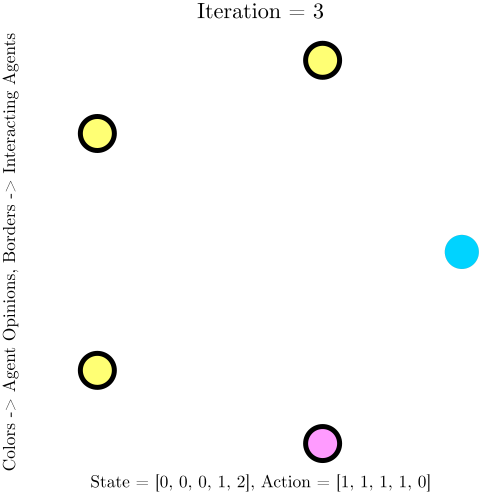 Iteration = 3
Colors -> Agent Opinions, Borders -> Interacting Agents
State = [0, 0, 0, 1, 2], Action = [1, 1, 1, 1, 0]